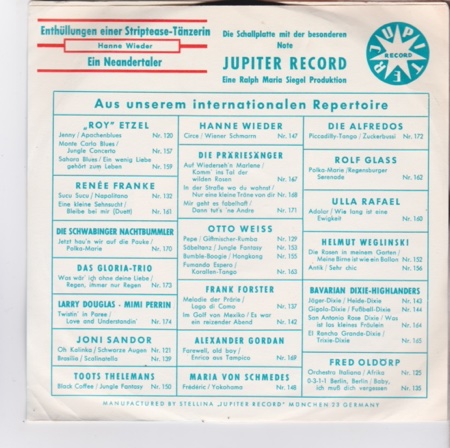 Enthüllungen einer Striptease-Tänzerin
Hanne Wieder
Ein Neandertaler
Die Schallplatte mit der besonderen
Note
JUPITER RECORD
Eine Ralph Maria Siegel Produktion
JUPITER
RECORD
Aus unserem internationalen Repertoire
„ROY" ETZEL
Jenny / Apachenblues Nr. 120
Monte Carlo Blues /
Jungle Concerto Nr. 157
Sahara Blues / Ein wenig Liebe
gehört zum Leben Nr. 159
RENÉE FRANKE
Sucu Sucu / Napolitana Nr. 132
Eine kleine Sehnsucht /
Bleibe bei mir (Duett) Nr. 161
DIE SCHWABINGER NACHTBUMMLER
Jetzt hau'n wir auf die Pauke /
Polka-Marie Nr. 170
DAS GLORIA-TRIO
Was wär' ich ohne deine Liebe /
Regen, ihmer nur Regen Nr. 173
LARRY DOUGLAS - MIMI PERRIN
Twistin' in Paree /
Love and Understandin' Nr. 174
JONI SANDOR
Oh Kalinka / Schwarze Augen Nr. 121
Brasilia / Scalinatella Nr. 129
TOOTS THELEMANS
Black Coffee / Jungle Fantasy Nr. 150
HANNE WIEDER
Circe / Wiener Schmarrn Nr. 147
DIE PRÄRIESÄNGER
Auf Wiederseh'n Marlene /
Komm' ins Tal der
wilden Rosen Nr. 167
In der Straße wo du wohnst /
Nur eine kleine Träne von dir Nr. 168
Mir geht es fabelhaft /
Dann tut's 'ne Andre Nr. 169
OTTO WEISS
Pepe / Giftmischer-Rumba Nr. 149
Säbeltanz / Jungle Fantasy Nr. 153
Bumble-Boogie / Hongkong Nr. 155
Fumando Espero /
Korallen-Tango Nr. 163
FRANK FORSTER
Melodie der Prärie /
Lago di Como Nr. 137
Im Golf von Mexiko / Es war
ein reizender Abend Nr. 142
ALEXANDER GORDAN
Farewell, old boy /
Enrico aus Tampico Nr. 169
MARIA VON SCHMEDES
Frédéric / Yokohama Nr. 148
DIE ALFREDOS
Piccadilly-Tango / Zuckerbussi Nr. 172
ROLF GLASS
Polka-Marie / Regensburger
Serenade Nr. 162
ULLA RAFAEL
Adalor / Wie lang ist eine
Ewigkeit Nr. 160
HELMUT WEGLINSKI
Die Rosen in meinem Garten /
Meine Birne ist wie ein Ballon Nr. 152
Antik / Sehr chic Nr. 156
BAVARIAN DIXIE-HIGHLANDERS
Jäger-Dixie / Heide-Dixie Nr. 143
Gigolo-Dixie / Fußball-Dixie Nr. 144
San Antonio Rose Dixie / Was
ist los kleines Fräulein Nr. 164
El Rancho Grande-Dixie /
Trixie-Dixie Nr. 165
FRED OLDÖRP
Orchestra Italiana / Afrika Nr. 125
0-3-1-1 Berlin, Berlin / Baby,
ich muß dich vergessen Nr. 135
MANUFACTURED BY STELLINA „JUPITER RECORD" MÜNCHEN 23 GERMANY